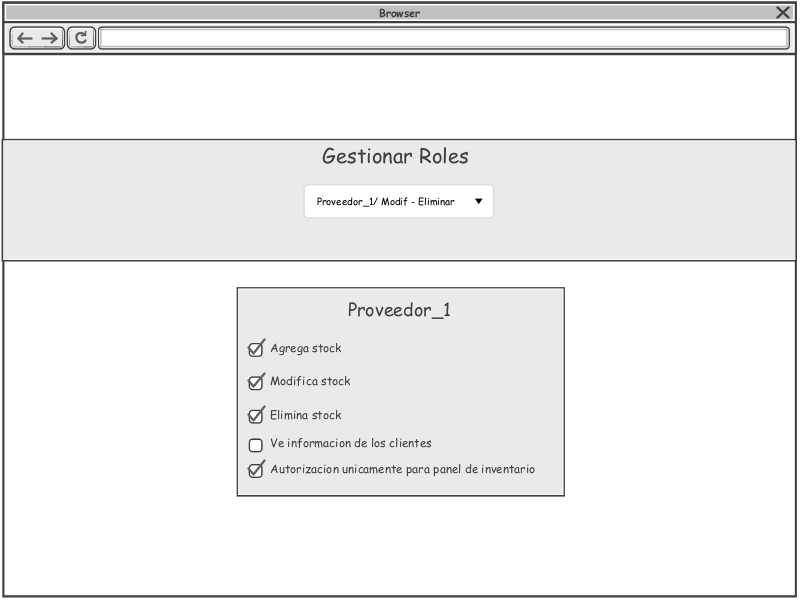 Browser
Gestionar Roles
Proveedor_1/ Modif - Eliminar
Proveedor_1
Agrega stock
Modifica stock
Elimina stock
Ve informacion de los clientes
Autorizacion unicamente para panel de inventario